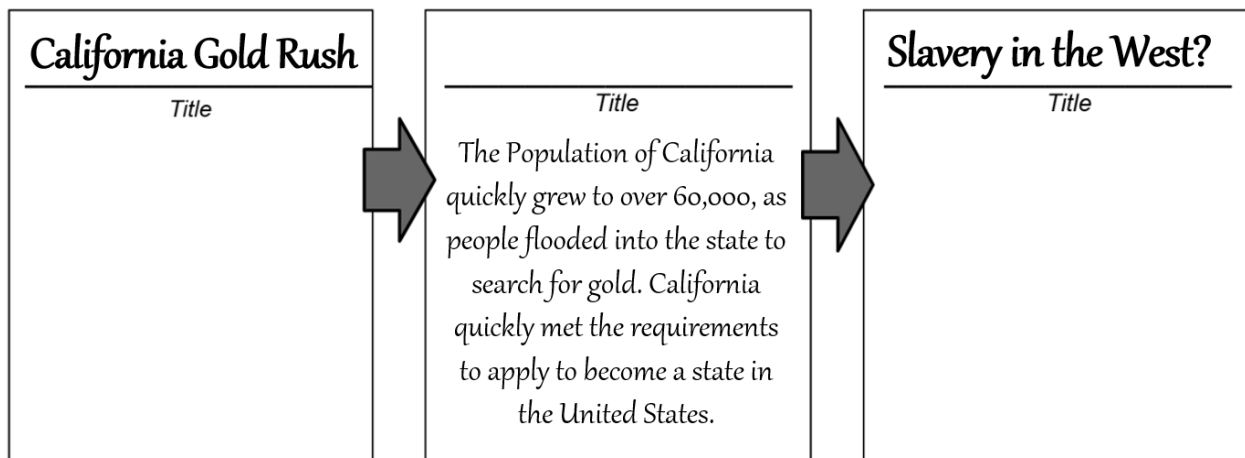 California Gold Rush
Title
Title
The Population of California
quickly grew to over 60,000, as
people flooded into the state to
search for gold. California
quickly met the requirements
to apply to become a state in
the United States.
Slavery in the West?
Title